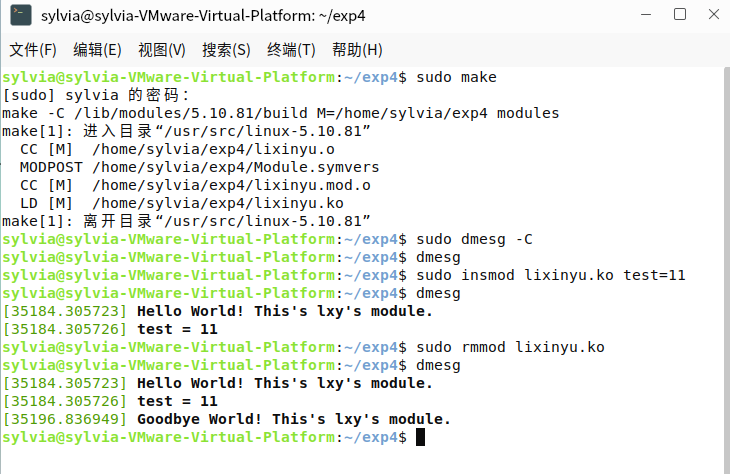 sylvia@sylvia-VMware-Virtual-Platform: ~/exp4
文件(F) 编辑(E) 视图(V) 搜索(S) 终端(T) 帮助(H)
sylvia@sylvia-VMware-Virtual-Platform:~/exp4$ sudo make
[sudo] sylvia 的密码：
make -C /lib/modules/5.10.81/build M=/home/sylvia/exp4 modules
make[1]: 进入目录“/usr/src/linux-5.10.81”
  CC [M]  /home/sylvia/exp4/lixinyu.o
  MODPOST /home/sylvia/exp4/Module.symvers
  CC [M]  /home/sylvia/exp4/lixinyu.mod.o
  LD [M]  /home/sylvia/exp4/lixinyu.ko
make[1]: 离开目录“/usr/src/linux-5.10.81”
sylvia@sylvia-VMware-Virtual-Platform:~/exp4$ sudo dmesg -C
sylvia@sylvia-VMware-Virtual-Platform:~/exp4$ dmesg
sylvia@sylvia-VMware-Virtual-Platform:~/exp4$ sudo insmod lixinyu.ko test=11
sylvia@sylvia-VMware-Virtual-Platform:~/exp4$ dmesg
[35184.305723] Hello World! This's lxy's module.
[35184.305726] test = 11
sylvia@sylvia-VMware-Virtual-Platform:~/exp4$ sudo rmmod lixinyu.ko
sylvia@sylvia-VMware-Virtual-Platform:~/exp4$ dmesg
[35184.305723] Hello World! This's lxy's module.
[35184.305726] test = 11
[35196.836949] Goodbye World! This's lxy's module.
sylvia@sylvia-VMware-Virtual-Platform:~/exp4$